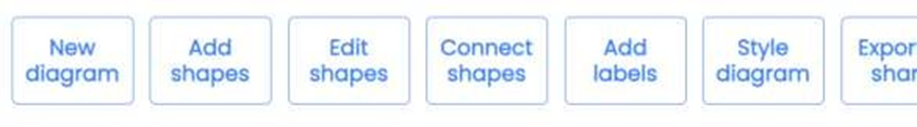 New
diagram
Add
shapes
Edit
shapes
Connect
shapes
Add
labels
Style
diagram